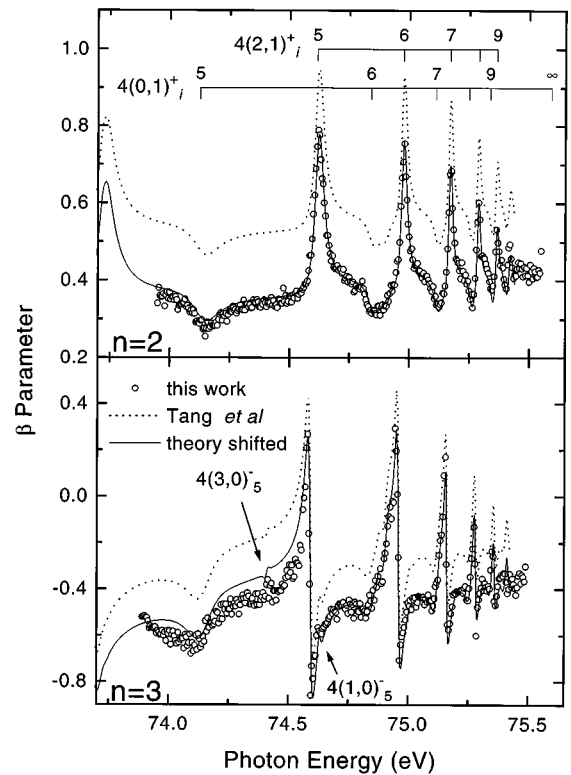 4(2,1)⁺ᵢ 5 6 7 9
4(0,1)⁺ᵢ 5 6 7 9 ∞
1.0
0.8
0.6
0.4
n=2
0.2
β Parameter
this work
Tang et al
theory shifted
4(3,0)⁻₅
0.4
0.0
-0.4
-0.8
4(1,0)⁻₅
n=3
74.0 74.5 75.0 75.5
Photon Energy (eV)